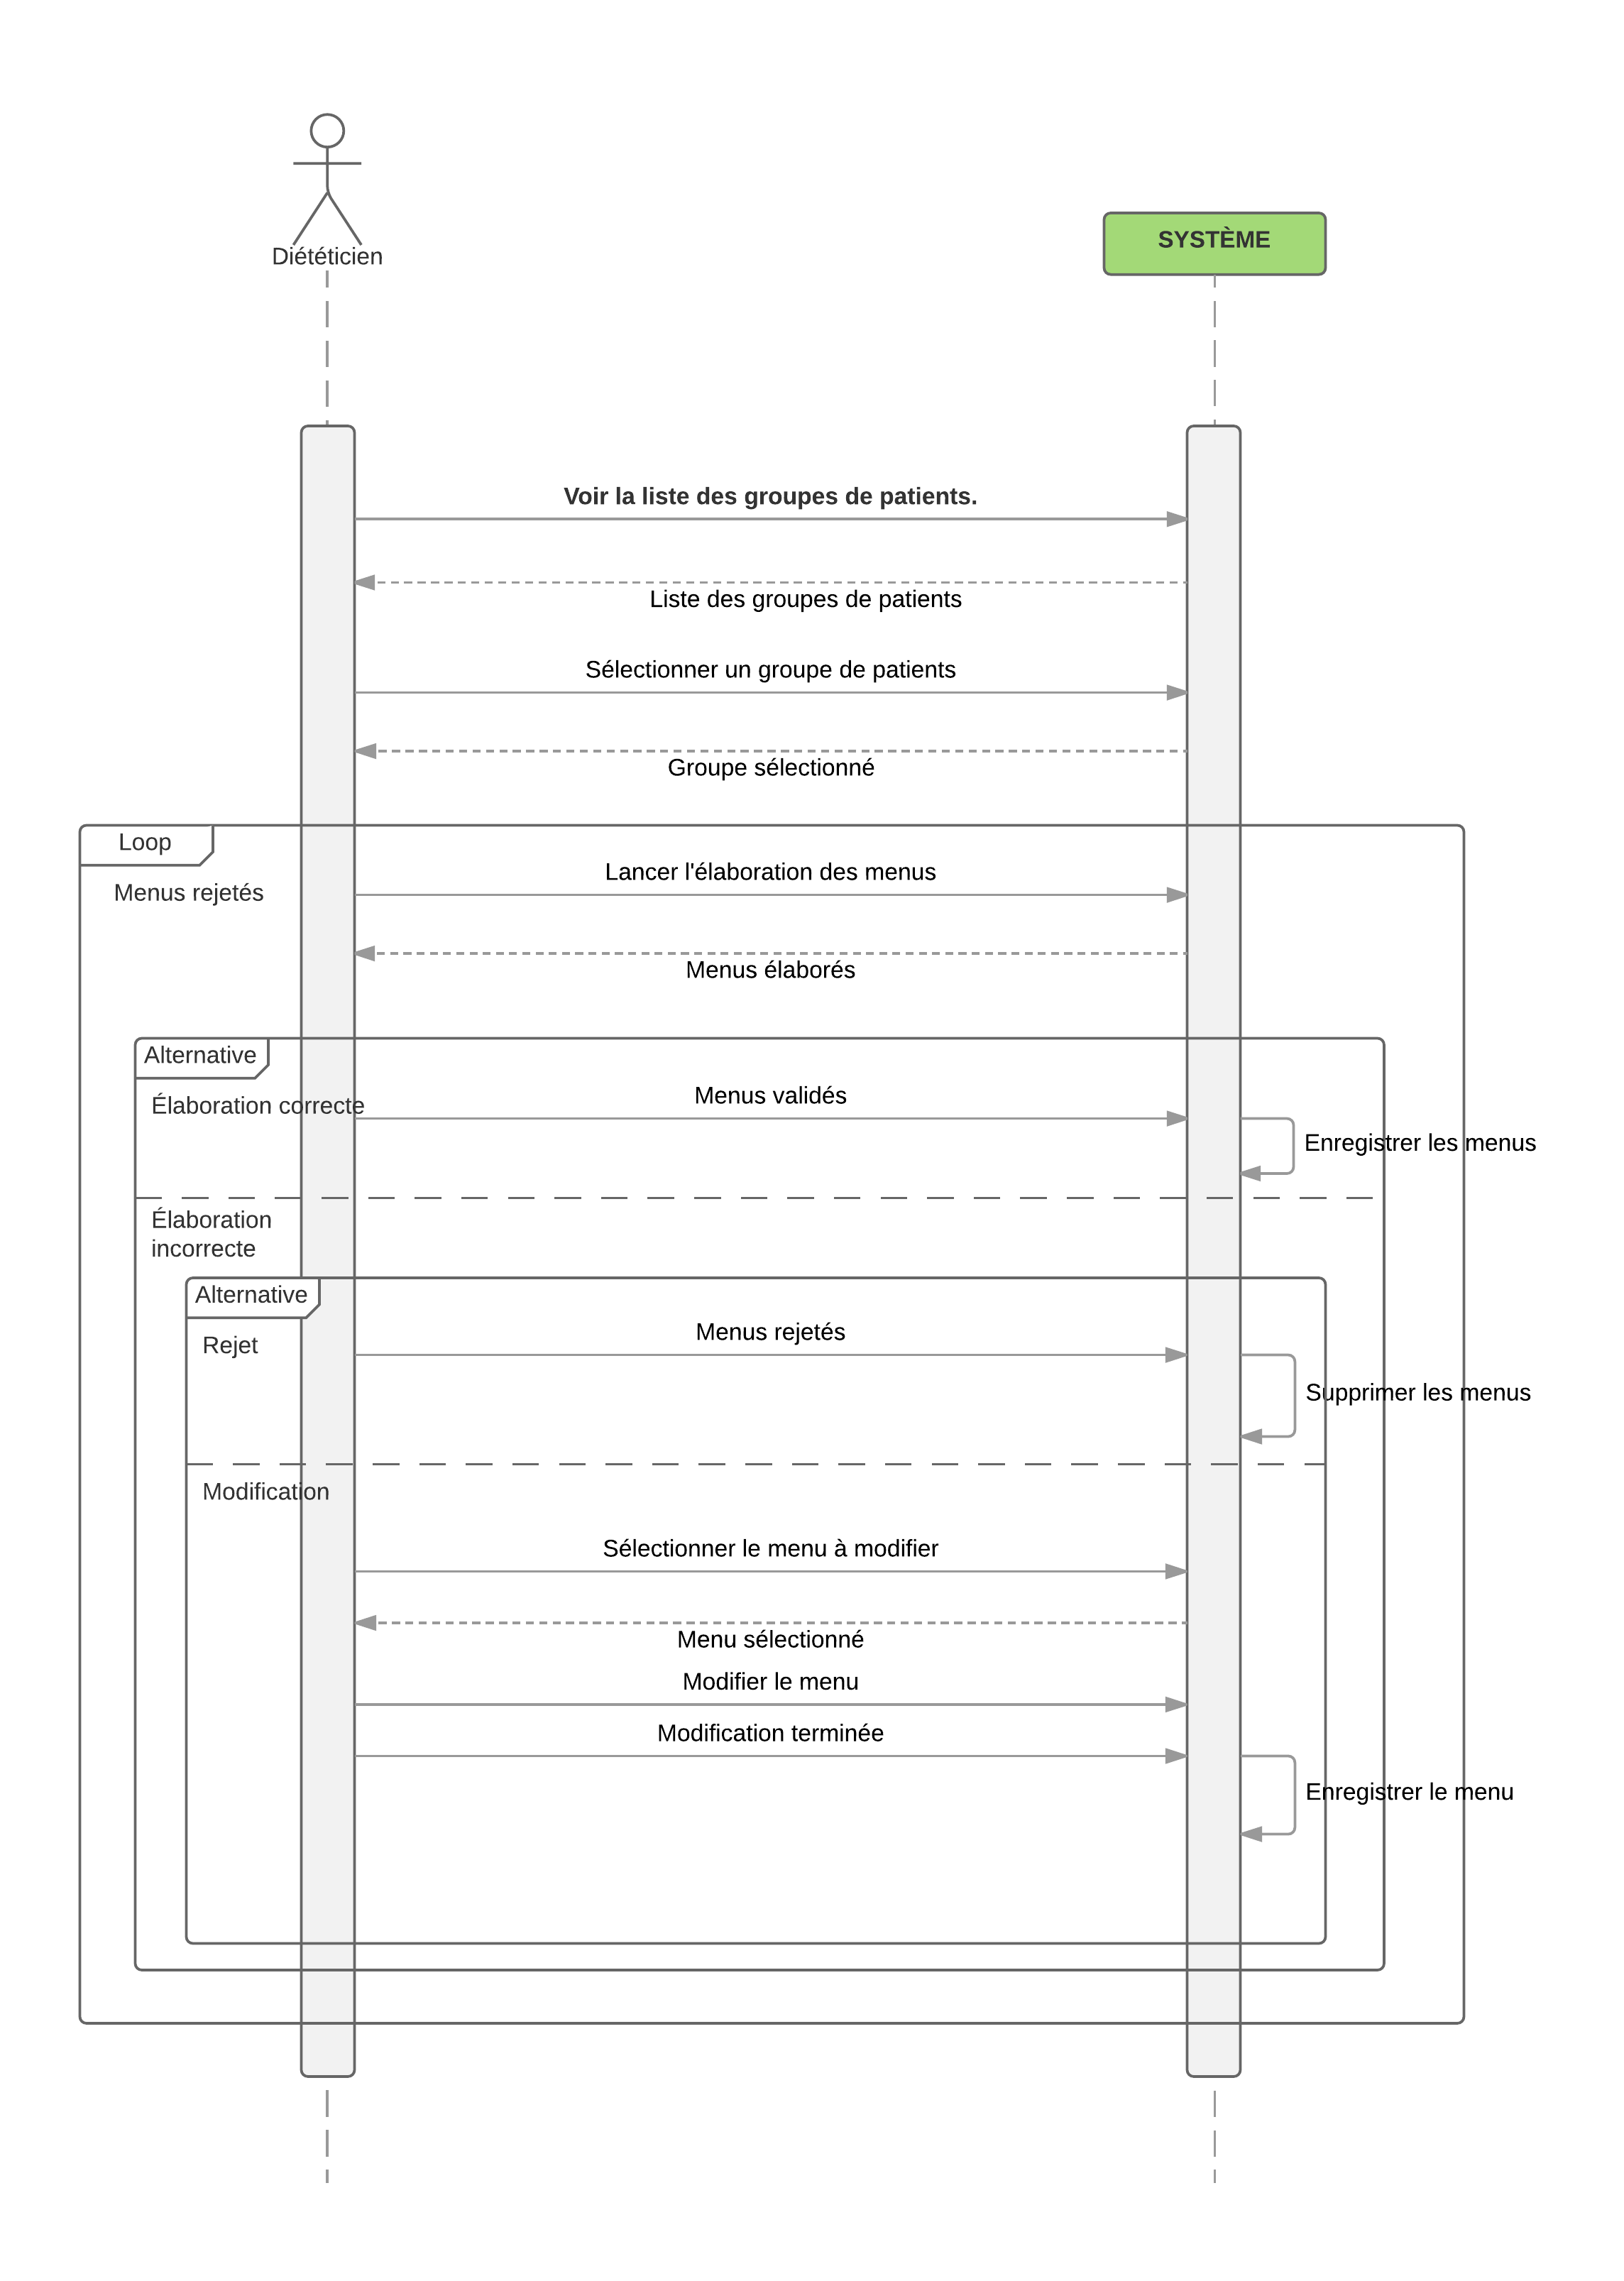 Diététicien
SYSTÈME
Voir la liste des groupes de patients.
Liste des groupes de patients
Sélectionner un groupe de patients
Groupe sélectionné
Loop
Lancer l'élaboration des menus
Menus rejetés
Menus élaborés
Alternative
Élaboration correcte
Menus validés
Enregistrer les menus
Élaboration
incorrecte
Alternative
Menus rejetés
Rejet
Supprimer les menus
Modification
Sélectionner le menu à modifier
Menu sélectionné
Modifier le menu
Modification terminée
Enregistrer le menu